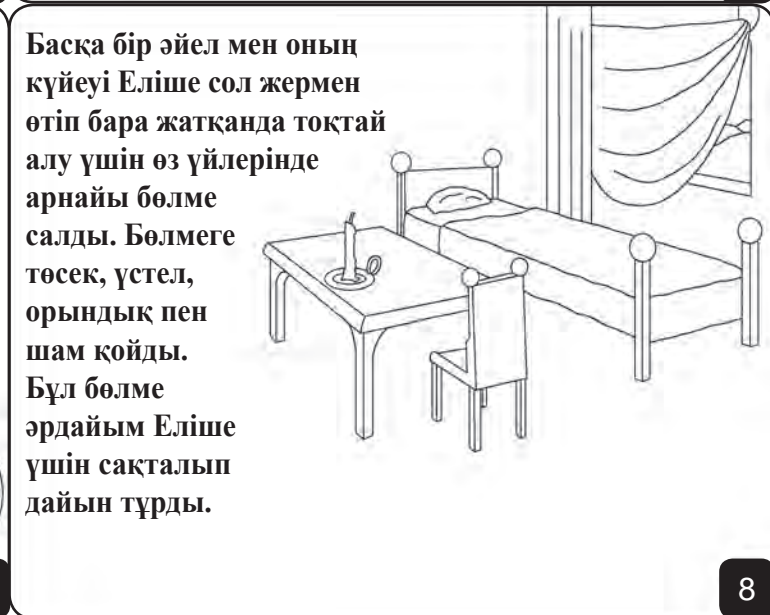 Басқа бір әйел мен оның
күйеуі Еліше сол жермен
өтіп бара жатқанда тоқтай
алу үшін өз үйлерінде
арнайы бөлме
салды. Бөлмеге
төсек, үстел,
орындық пен
шам қойды.
Бұл бөлме
әрдайым Еліше
үшін сақталып
дайын тұрды.
8